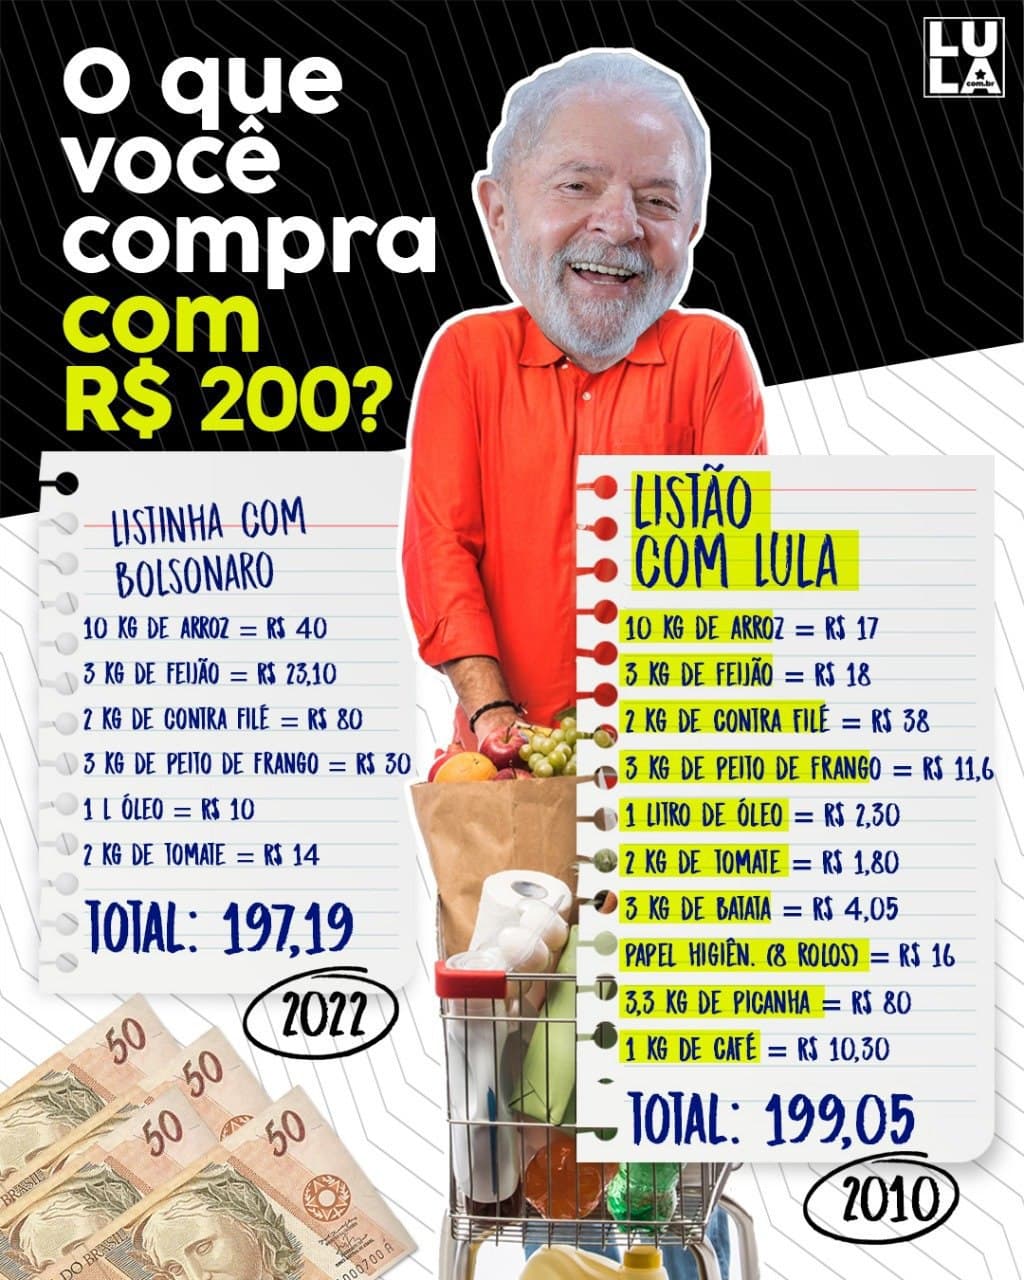 O que
você
compra
com
R$ 200?
LU
LA
com.br
LISTINHA COM
BOLSONARO
10 KG DE ARROZ = R$ 40
3 KG DE FEIJÃO = R$ 23,10
2 KG DE CONTRA FILÉ = R$ 80
3 KG DE PEITO DE FRANGO = R$ 30
1 L ÓLEO = R$ 10
2 KG DE TOMATE = R$ 14
TOTAL: 197,19
2022
LISTÃO
COM LULA
10 KG DE ARROZ = R$ 17
3 KG DE FEIJÃO = R$ 18
2 KG DE CONTRA FILÉ = R$ 38
3 KG DE PEITO DE FRANGO = R$ 11,6
1 LITRO DE ÓLEO = R$ 2,30
2 KG DE TOMATE = R$ 1,80
3 KG DE BATATA = R$ 4,05
PAPEL HIGIÊN. (8 ROLOS) = R$ 16
3,3 KG DE PICANHA = R$ 80
1 KG DE CAFÉ = R$ 10,30
TOTAL: 199,05
2010
50
50
50
50